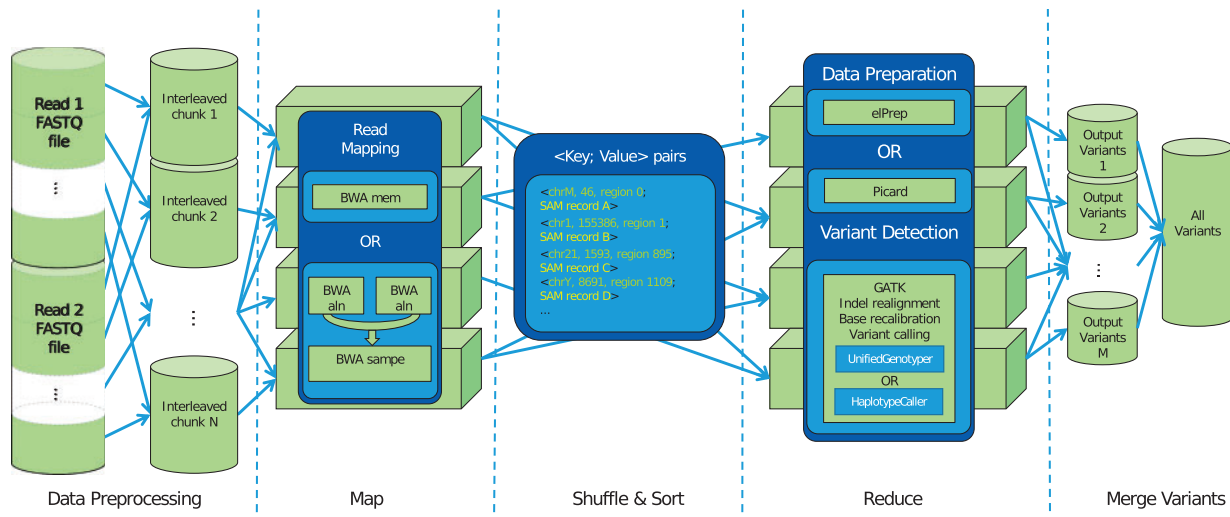 Read 1
FASTQ
file
...
Read 2
FASTQ
file
...
Interleaved
chunk 1
Interleaved
chunk 2
...
Interleaved
chunk N
Data Preprocessing
Read
Mapping
BWA mem
OR
BWA
aln
BWA
aln
BWA sampe
Map
<Key; Value> pairs
<chrM, 46, region 0;
SAM record A>
<chr1, 155386, region 1;
SAM record B>
<chr21, 1593, region 895;
SAM record C>
<chrY, 8691, region 1109;
SAM record D>
...
Shuffle & Sort
Data Preparation
elPrep
OR
Picard
Variant Detection
GATK
Indel realignment
Base recalibration
Variant calling
UnifiedGenotyper
OR
HaplotypeCaller
Reduce
Output
Variants
1
Output
Variants
2
...
Output
Variants
M
All
Variants
Merge Variants